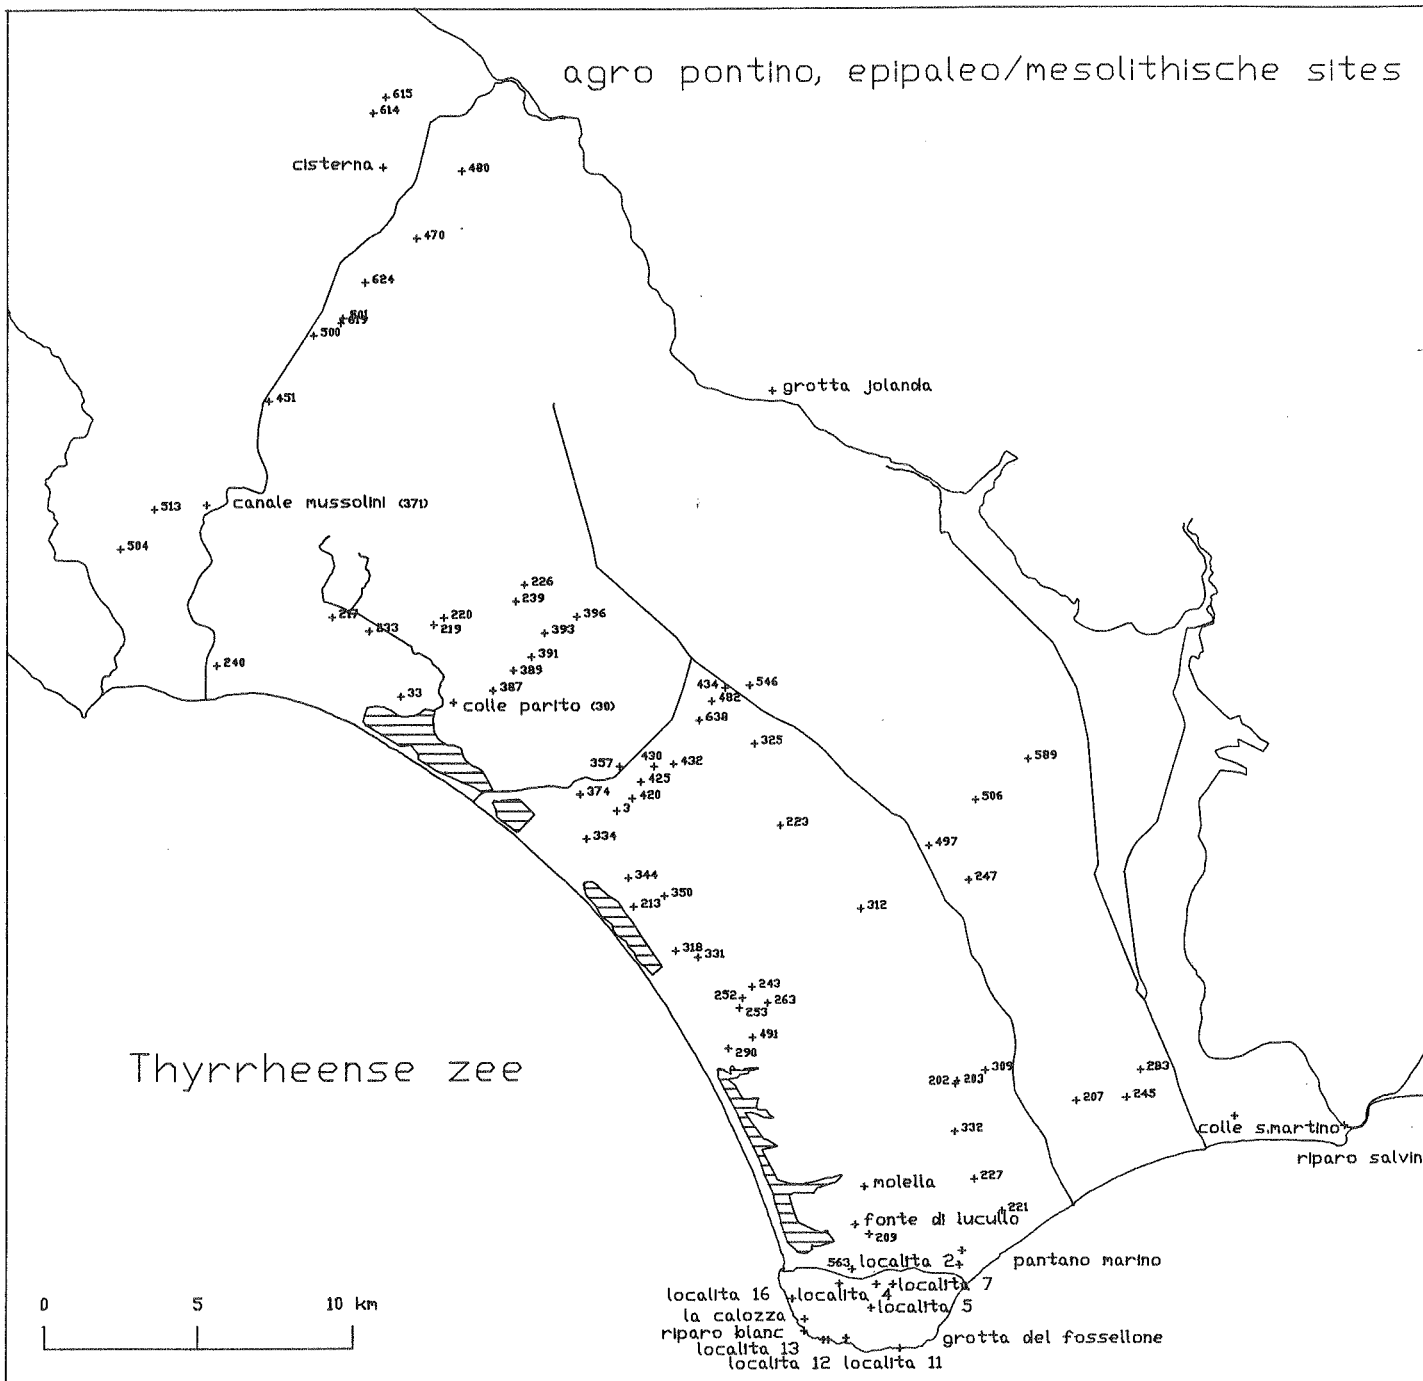 agro pontino, epipaleo/mesolithische sites
615
614
cisterna
480
470
624
501
619
500
grotta jolanda
451
canale mussolini (371)
513
504
226
239
396
217
220
219
233
393
391
240
389
387
33
colle parito (30)
434
546
482
638
325
357
430
432
589
425
374
420
506
3
223
334
497
344
247
350
213
312
318
331
243
252
263
253
491
290
Thyrrheense zee
309
283
202
203
207
245
332
colle s.martino
riparo salvin
227
molella
221
fonte di lucullo
209
563
localita 2
pantano marino
localita 16
localita 4
localita 7
localita 5
la calozza
riparo blanc
grotta del fossellone
localita 13
localita 12
localita 11
0 5 10 km